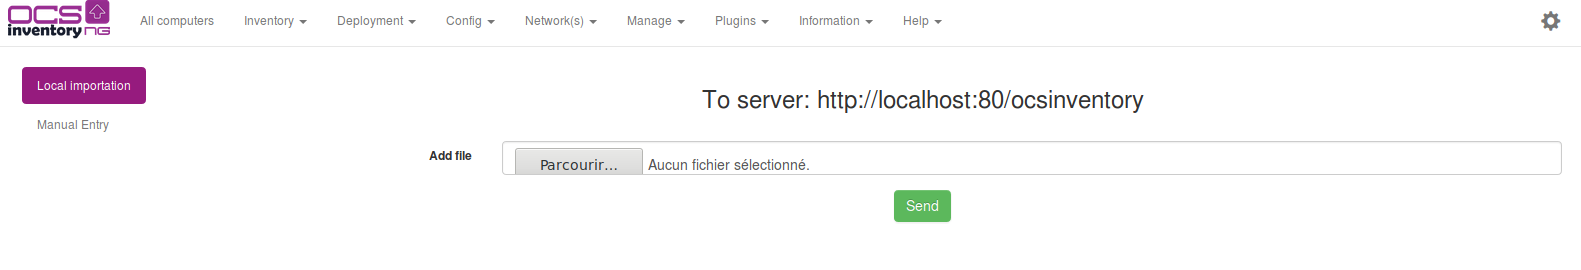 OCS
inventory NG
All computers Inventory Deployment Config Network(s) Manage Plugins Information Help
Local importation
Manual Entry
To server: http://localhost:80/ocsinventory
Add file Parcourir... Aucun fichier sélectionné.
Send